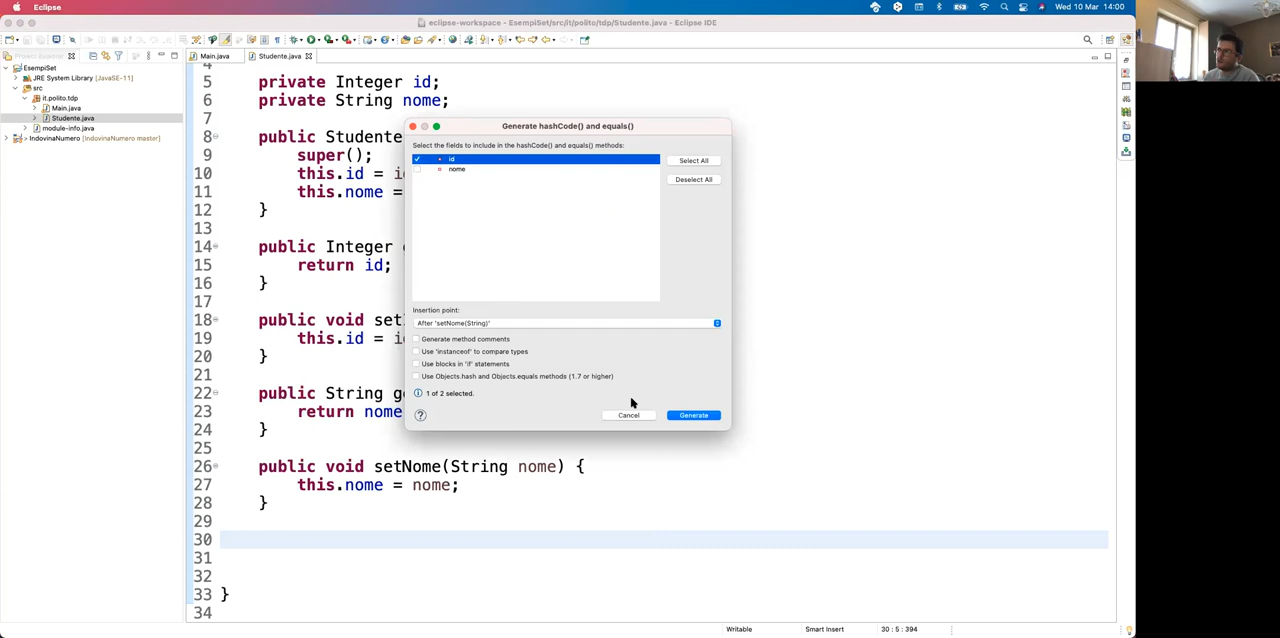 Eclipse
Wed 10 Mar 14:00
eclipse-workspace - EsempiSet/src/it/polito/tdp/Studente.java - Eclipse IDE
Project Explorer
Main.java
Studente.java
EsempiSet
JRE System Library [JavaSE-11]
src
it.polito.tdp
Main.java
Studente.java
module-info.java
IndovinaNumero [IndovinaNumero master]
4
5 private Integer id;
6 private String nome;
7
8 public Studente
9 super();
10 this.id = i
11 this.nome =
12 }
13
14 public Integer
15 return id;
16 }
17
18 public void set
19 this.id = i
20 }
21
22 public String g
23 return nome
24 }
25
26 public void setNome(String nome) {
27 this.nome = nome;
28 }
29
30
31
32
33 }
34
Generate hashCode() and equals()
Select the fields to include in the hashCode() and equals() methods:
id
nome
Select All
Deselect All
Insertion point:
After 'setNome(String)'
Generate method comments
Use 'instanceof' to compare types
Use blocks in 'if' statements
Use Objects.hash and Objects.equals methods (1.7 or higher)
1 of 2 selected.
? Cancel Generate
Writable
Smart Insert
30 : 5 : 394